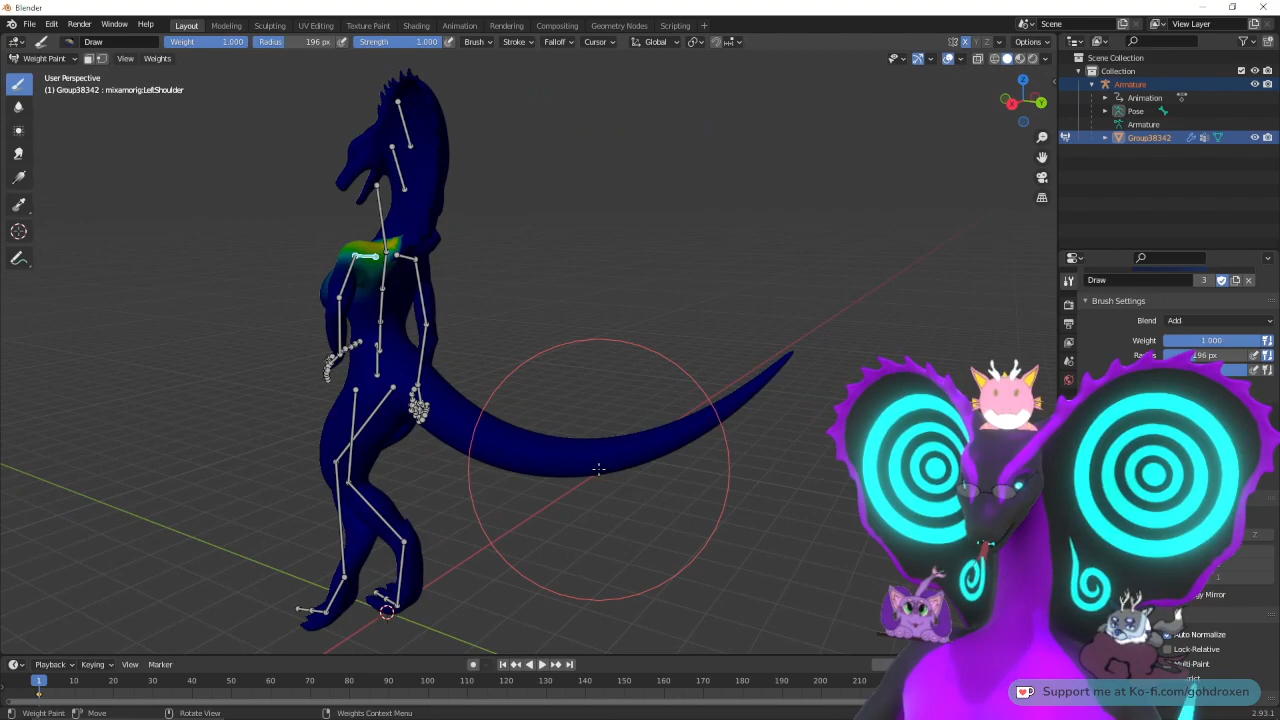 Blender
File Edit Render Window Help Layout Modeling Sculpting UV Editing Texture Paint Shading Animation Rendering Compositing Geometry Nodes Scripting Scene View Layer
Draw Weight 1.000 Radius 196 px Strength 1.000 Brush Stroke Falloff Cursor Global X Y Z Options
Weight Paint View Weights
User Perspective
(1) Group38342 : mixamorig:LeftShoulder
Z
X
Y
Scene Collection
Collection
Armature
Animation
Pose
Armature
Group38342
Draw 3
Brush Settings
Blend Add
Weight 1.000
196 px
Auto Normalize
Lock-Relative
Support me at Ko-fi.com/gohdroxen
Playback Keying View Marker
1 10 20 30 40 50 60 70 80 90 100 110 120 130 140 150 160 170 180 190 200 210
Weight Paint Move Rotate View Weights Context Menu 2.93.1